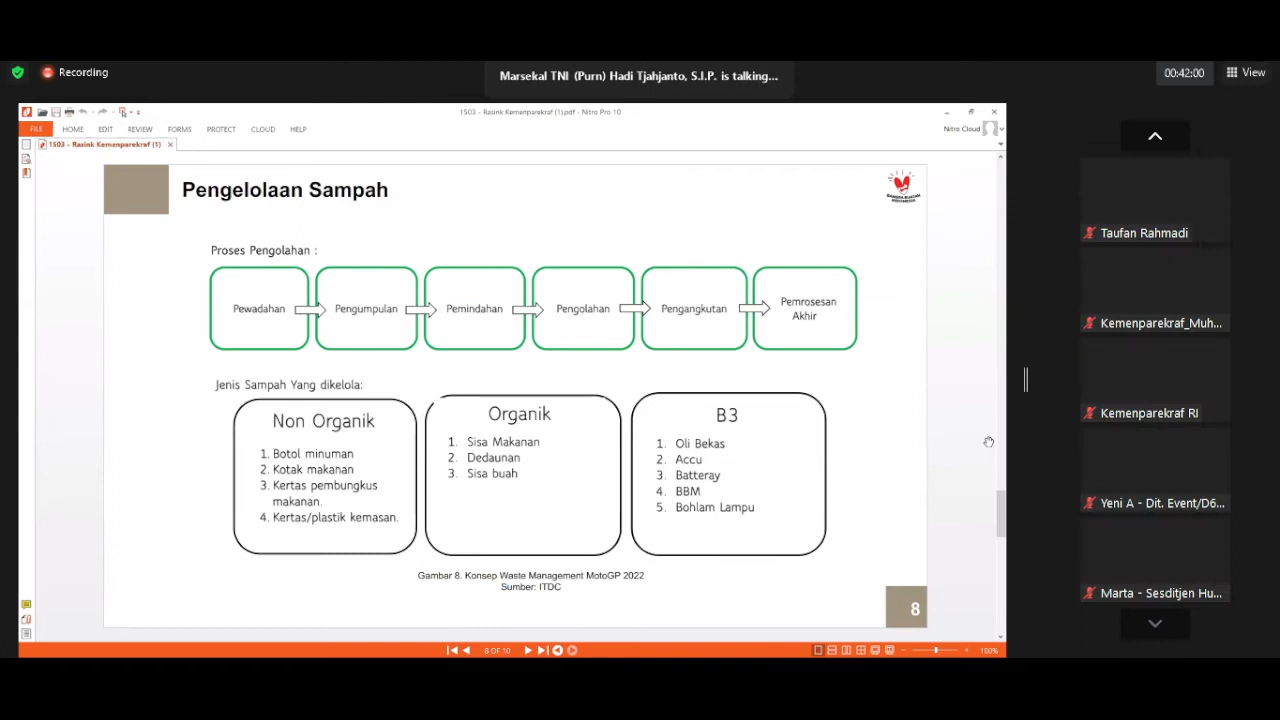 Recording
Marsekal TNI (Purn) Hadi Tjahjanto, S.I.P. is talking...
00:42:00
View
1503 - Rasink Kemenparekraf (1).pdf - Nitro Pro 10
FILE
HOME
EDIT
REVIEW
FORMS
PROTECT
CLOUD
HELP
Nitro Cloud
1503 - Rasink Kemenparekraf (1)
Pengelolaan Sampah
Proses Pengolahan :
Pewadahan
Pengumpulan
Pemindahan
Pengolahan
Pengangkutan
Pemrosesan
Akhir
Jenis Sampah Yang dikelola:
Non Organik
1. Botol minuman
2. Kotak makanan
3. Kertas pembungkus
makanan.
4. Kertas/plastik kemasan.
Organik
1. Sisa Makanan
2. Dedaunan
3. Sisa buah
B3
1. Oli Bekas
2. Accu
3. Batteray
4. BBM
5. Bohlam Lampu
Gambar 8. Konsep Waste Management MotoGP 2022
Sumber: ITDC
8
8 OF 10
100%
Taufan Rahmadi
Kemenparekraf_Muh...
Kemenparekraf RI
Yeni A - Dit. Event/D6...
Marta - Sesditjen Hu...